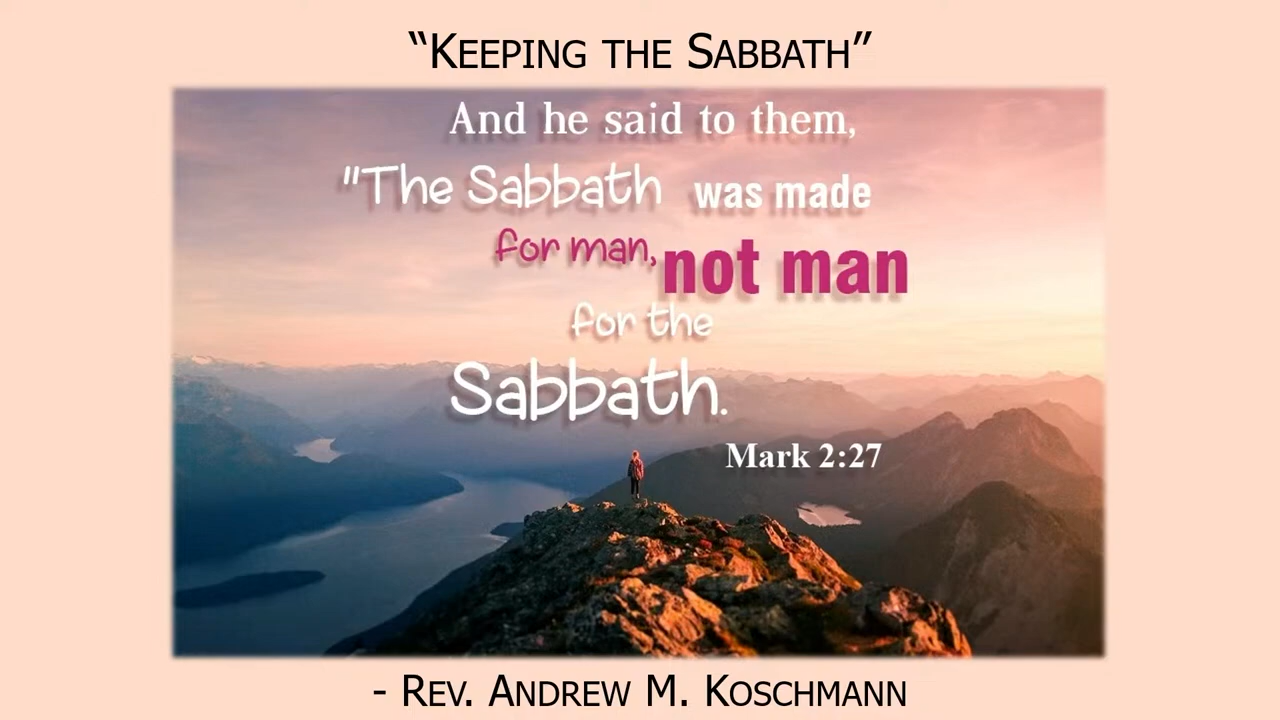 “Keeping the Sabbath”
And he said to them,
"The Sabbath was made
for man, not man
for the
Sabbath.
Mark 2:27
- Rev. Andrew M. Koschmann